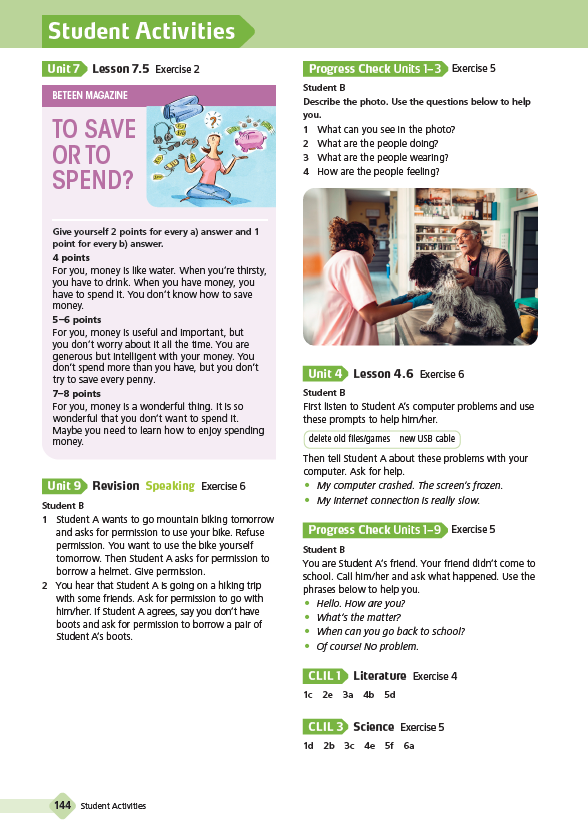 Student Activities
Unit 7 Lesson 7.5 Exercise 2
BETEEN MAGAZINE
TO SAVE
OR TO
SPEND?
?
Give yourself 2 points for every a) answer and 1
point for every b) answer.
4 points
For you, money is like water. When you're thirsty,
you have to drink. When you have money, you
have to spend it. You don't know how to save
money.
5–6 points
For you, money is useful and important, but
you don't worry about it all the time. You are
generous but intelligent with your money. You
don't spend more than you have, but you don't
try to save every penny.
7–8 points
For you, money is a wonderful thing. It is so
wonderful that you don't want to spend it.
Maybe you need to learn how to enjoy spending
money.
Unit 9 Revision Speaking Exercise 6
Student B
1 Student A wants to go mountain biking tomorrow
and asks for permission to use your bike. Refuse
permission. You want to use the bike yourself
tomorrow. Then Student A asks for permission to
borrow a helmet. Give permission.
2 You hear that Student A is going on a hiking trip
with some friends. Ask for permission to go with
him/her. If Student A agrees, say you don't have
boots and ask for permission to borrow a pair of
Student A's boots.
Progress Check Units 1–3 Exercise 5
Student B
Describe the photo. Use the questions below to help
you.
1 What can you see in the photo?
2 What are the people doing?
3 What are the people wearing?
4 How are the people feeling?
Unit 4 Lesson 4.6 Exercise 6
Student B
First listen to Student A's computer problems and use
these prompts to help him/her.
delete old files/games new USB cable
Then tell Student A about these problems with your
computer. Ask for help.
• My computer crashed. The screen's frozen.
• My Internet connection is really slow.
Progress Check Units 1–9 Exercise 5
Student B
You are Student A's friend. Your friend didn't come to
school. Call him/her and ask what happened. Use the
phrases below to help you.
• Hello. How are you?
• What's the matter?
• When can you go back to school?
• Of course! No problem.
CLIL 1 Literature Exercise 4
1c 2e 3a 4b 5d
CLIL 3 Science Exercise 5
1d 2b 3c 4e 5f 6a
144 Student Activities